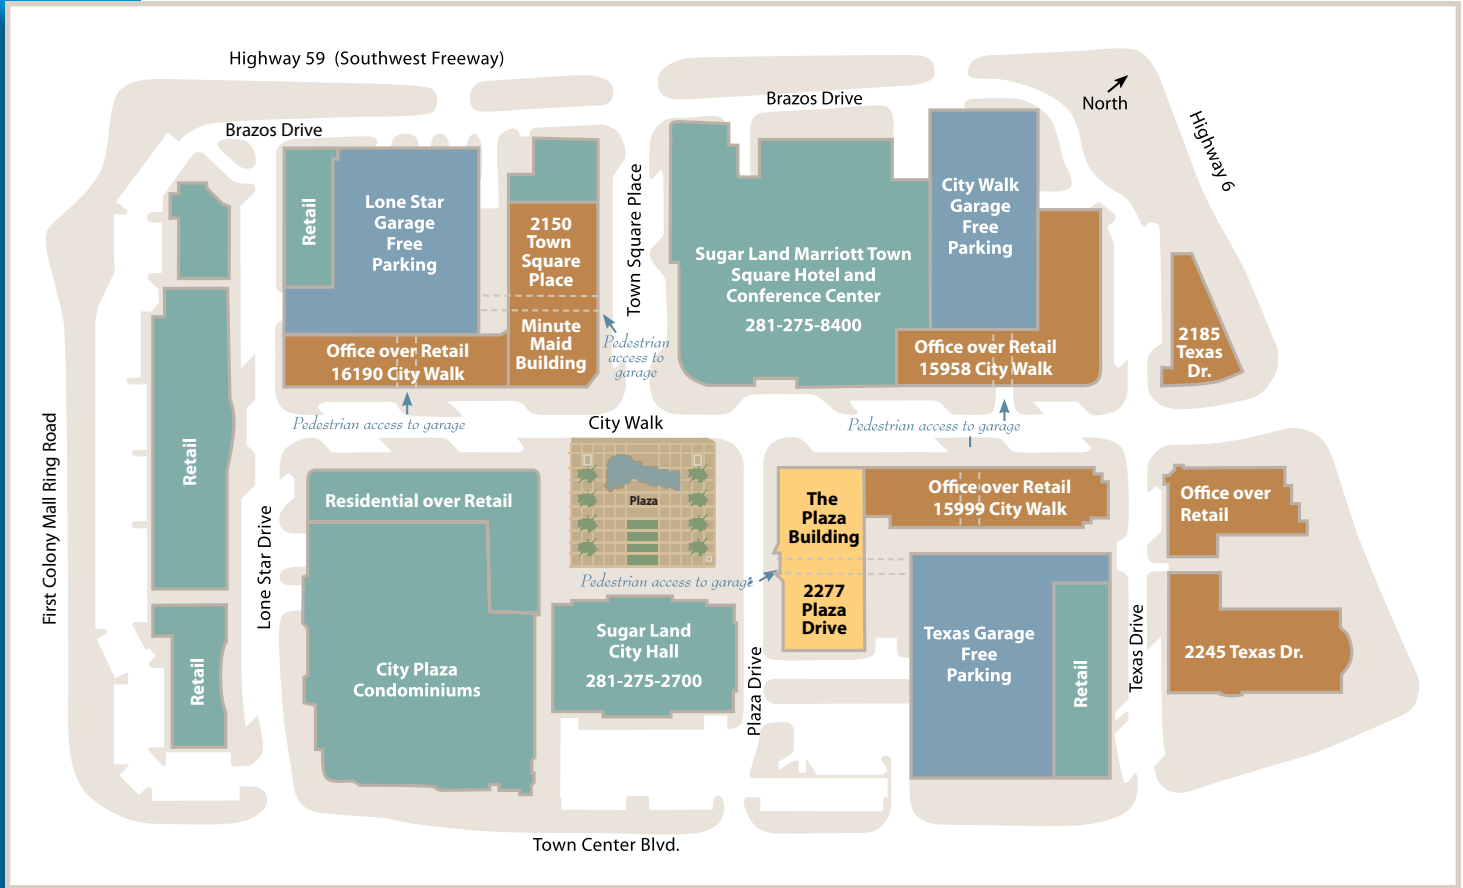 Highway 59  (Southwest Freeway)
Brazos Drive
North
Highway 6
Brazos Drive
Retail
Lone Star
Garage
Free
Parking
2150
Town
Square
Place
Minute
Maid
Building
Town Square Place
Pedestrian
access to
garage
Office over Retail
16190 City Walk
Pedestrian access to garage
Sugar Land Marriott Town
Square Hotel and
Conference Center
281-275-8400
City Walk
Garage
Free
Parking
Office over Retail
15958 City Walk
Pedestrian access to garage
2185
Texas
Dr.
City Walk
First Colony Mall Ring Road
Retail
Retail
Lone Star Drive
Residential over Retail
City Plaza
Condominiums
Plaza
Pedestrian access to garage
Sugar Land
City Hall
281-275-2700
Plaza Drive
The
Plaza
Building
2277
Plaza
Drive
Office over Retail
15999 City Walk
Texas Garage
Free
Parking
Retail
Texas Drive
Office over
Retail
2245 Texas Dr.
Town Center Blvd.